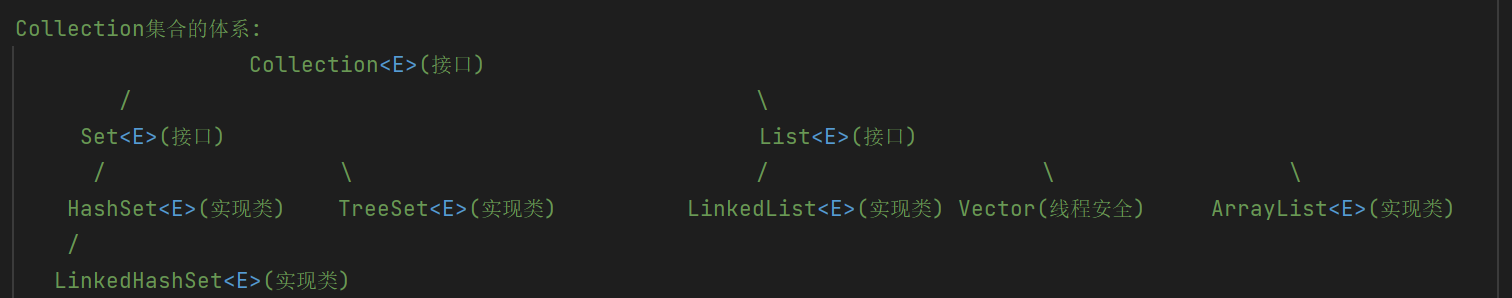 Collection集合的体系:
Collection<E>(接口)
/ \
Set<E>(接口) List<E>(接口)
/ \ / \ \
HashSet<E>(实现类) TreeSet<E>(实现类) LinkedList<E>(实现类) Vector(线程安全) ArrayList<E>(实现类)
/
LinkedHashSet<E>(实现类)